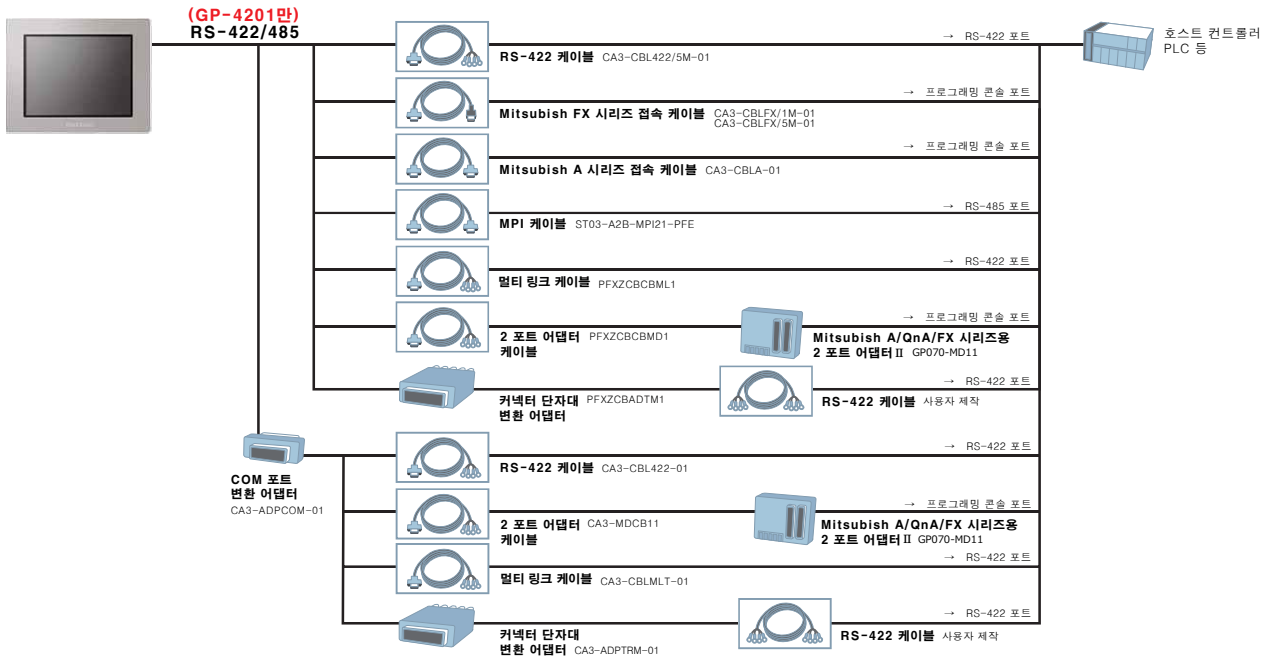 (GP-4201만)
RS-422/485
→ RS-422 포트
호스트 컨트롤러
PLC 등
RS-422 케이블 CA3-CBL422/5M-01
→ 프로그래밍 콘솔 포트
Mitsubish FX 시리즈 접속 케이블 CA3-CBLFX/1M-01
CA3-CBLFX/5M-01
→ 프로그래밍 콘솔 포트
Mitsubish A 시리즈 접속 케이블 CA3-CBLA-01
→ RS-485 포트
MPI 케이블 ST03-A2B-MPI21-PFE
→ RS-422 포트
멀티 링크 케이블 PFXZCBCBML1
→ 프로그래밍 콘솔 포트
2 포트 어댑터 PFXZCBCBMD1
케이블
Mitsubish A/QnA/FX 시리즈용
2 포트 어댑터Ⅱ GP070-MD11
→ RS-422 포트
커넥터 단자대 PFXZCBADTM1
변환 어댑터
RS-422 케이블 사용자 제작
COM 포트
변환 어댑터
CA3-ADPCOM-01
→ RS-422 포트
RS-422 케이블 CA3-CBL422-01
→ 프로그래밍 콘솔 포트
2 포트 어댑터 CA3-MDCB11
케이블
Mitsubish A/QnA/FX 시리즈용
2 포트 어댑터Ⅱ GP070-MD11
→ RS-422 포트
멀티 링크 케이블 CA3-CBLMLT-01
→ RS-422 포트
커넥터 단자대
변환 어댑터 CA3-ADPTRM-01
RS-422 케이블 사용자 제작